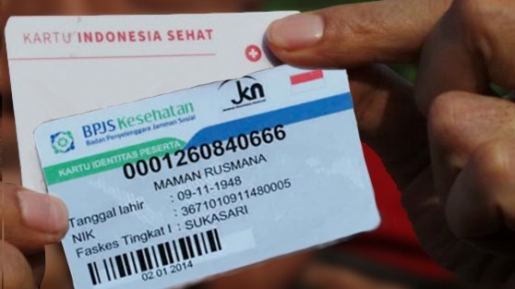 KARTU INDONESIA SEHAT
BPJS Kesehatan
Badan Penyelenggara Jaminan Sosial
jkn
KARTU IDENTITAS PESERTA
0001260840666
MAMAN RUSMANA
Tanggal lahir : 09-11-1948
NIK : 3671010911480005
Faskes Tingkat I : SUKASARI
02.01.2014